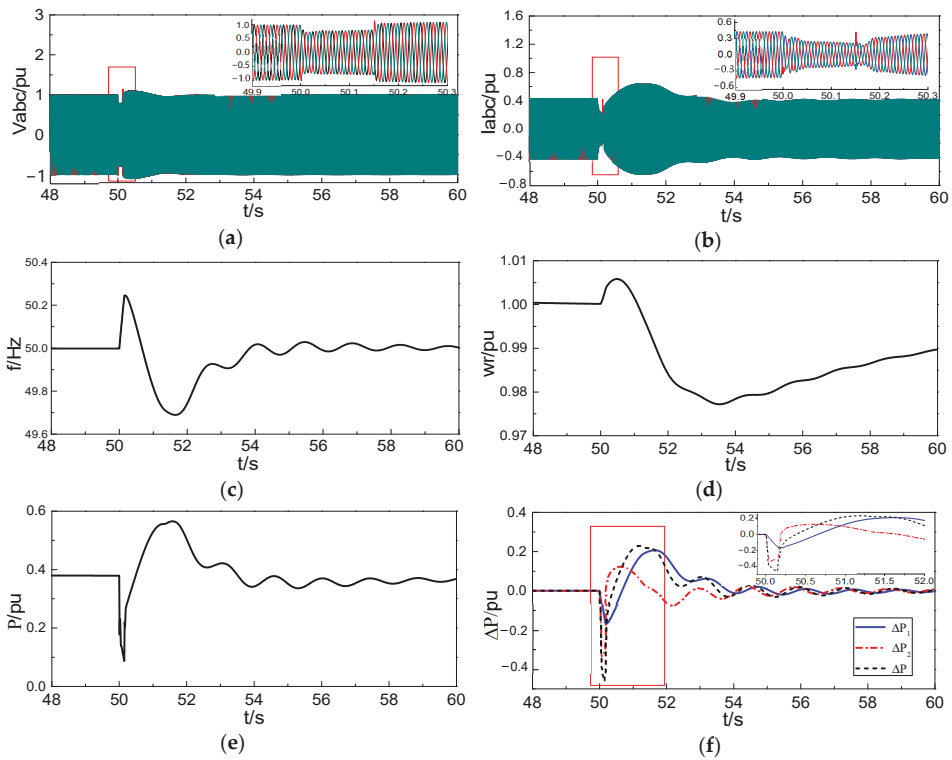 Vabc/pu
3
2
1
0
−1
1.0
0.5
0.0
−0.5
−1.0
49.9 50.0 50.1 50.2 50.3
48 50 52 54 56 58 60
t/s
(a)
Iabc/pu
1.6
1.2
0.8
0.4
0.0
−0.4
−0.8
0.6
0.3
0.0
−0.3
−0.6
49.9 50.0 50.1 50.2 50.3
48 50 52 54 56 58 60
t/s
(b)
f/Hz
50.4
50.2
50.0
49.8
49.6
48 50 52 54 56 58 60
t/s
(c)
wr/pu
1.01
1.00
0.99
0.98
0.97
48 50 52 54 56 58 60
t/s
(d)
P/pu
0.6
0.4
0.2
0.0
48 50 52 54 56 58 60
t/s
(e)
ΔP/pu
0.4
0.2
0.0
−0.2
−0.4
0.2
0.0
−0.2
−0.4
50.0 50.5 51.0 51.5 52.0
ΔP₁
ΔP₂
ΔP
48 50 52 54 56 58 60
t/s
(f)